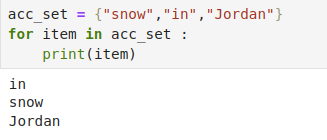 acc_set = {"snow","in","Jordan"}
for item in acc_set :
    print(item)
in
snow
Jordan